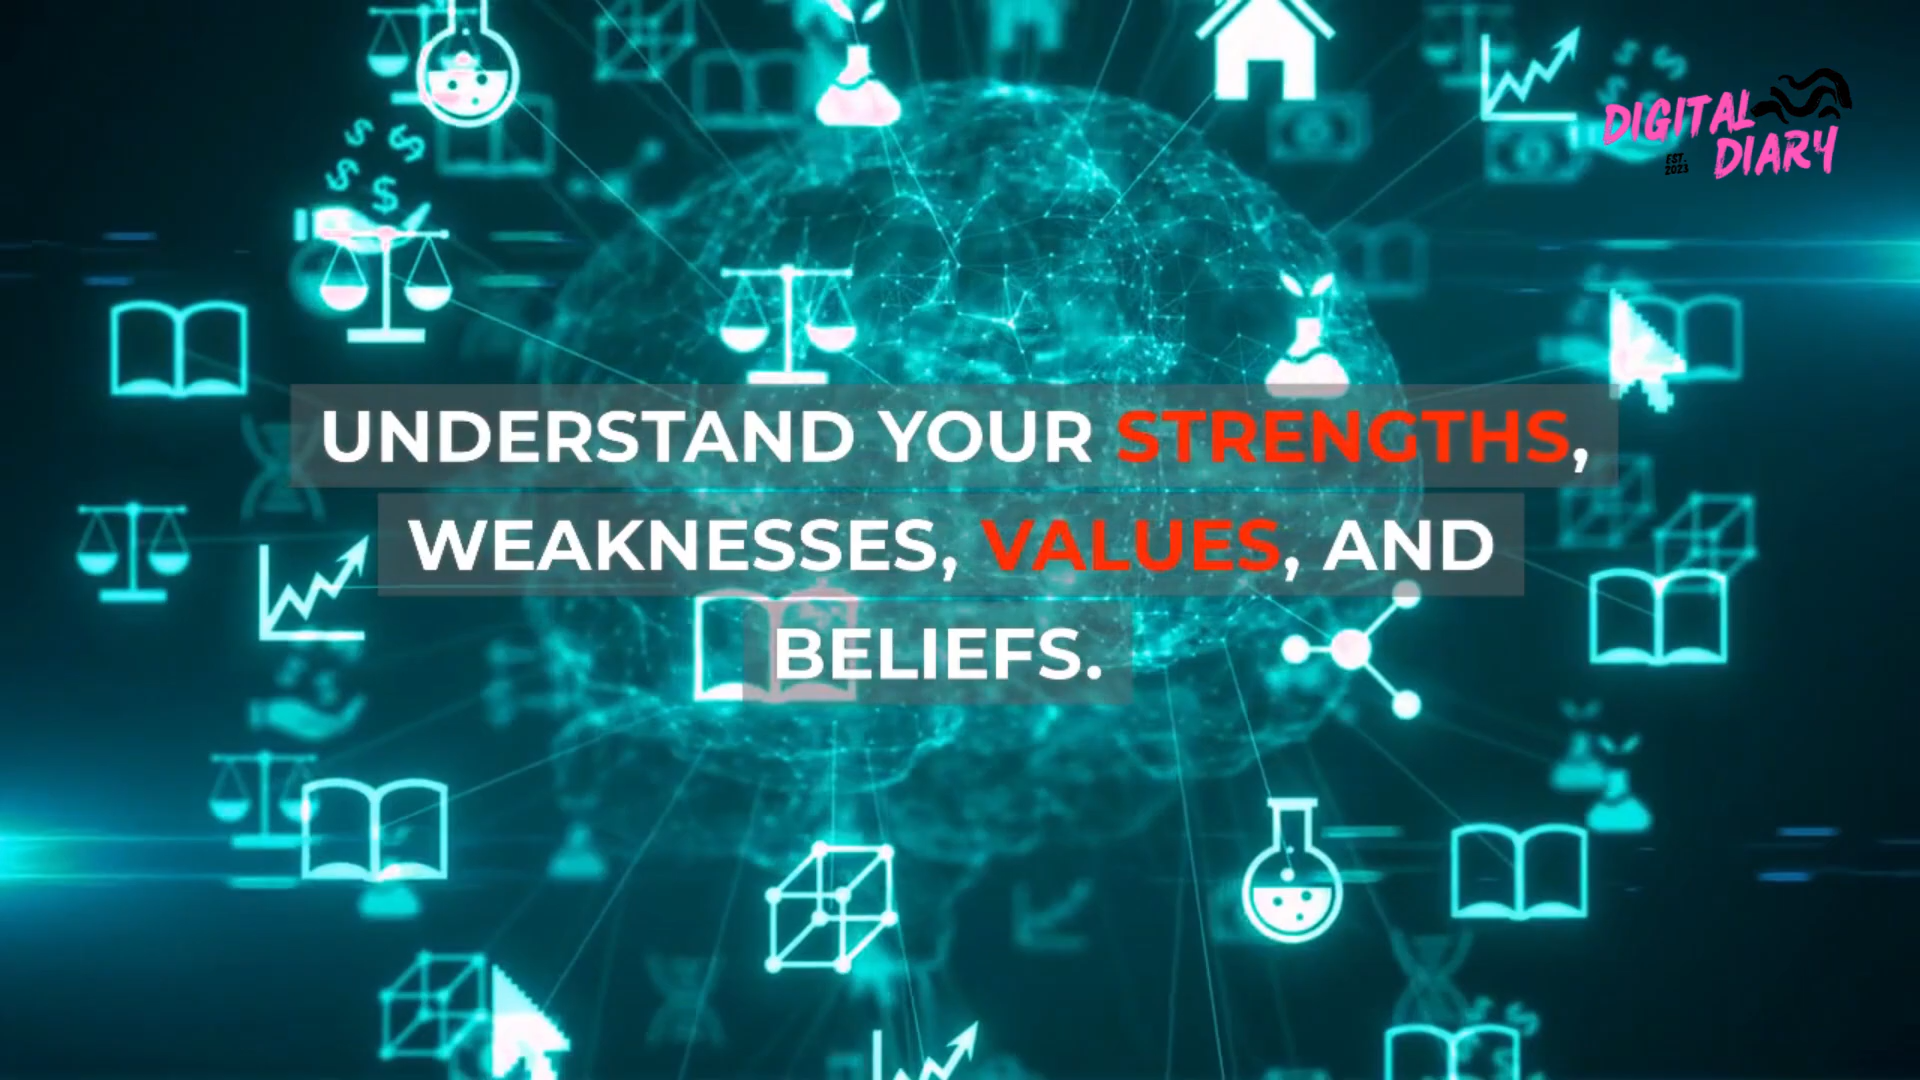 DIGITAL
DIARY
EST.
2023
UNDERSTAND YOUR STRENGTHS,
WEAKNESSES, VALUES, AND
BELIEFS.